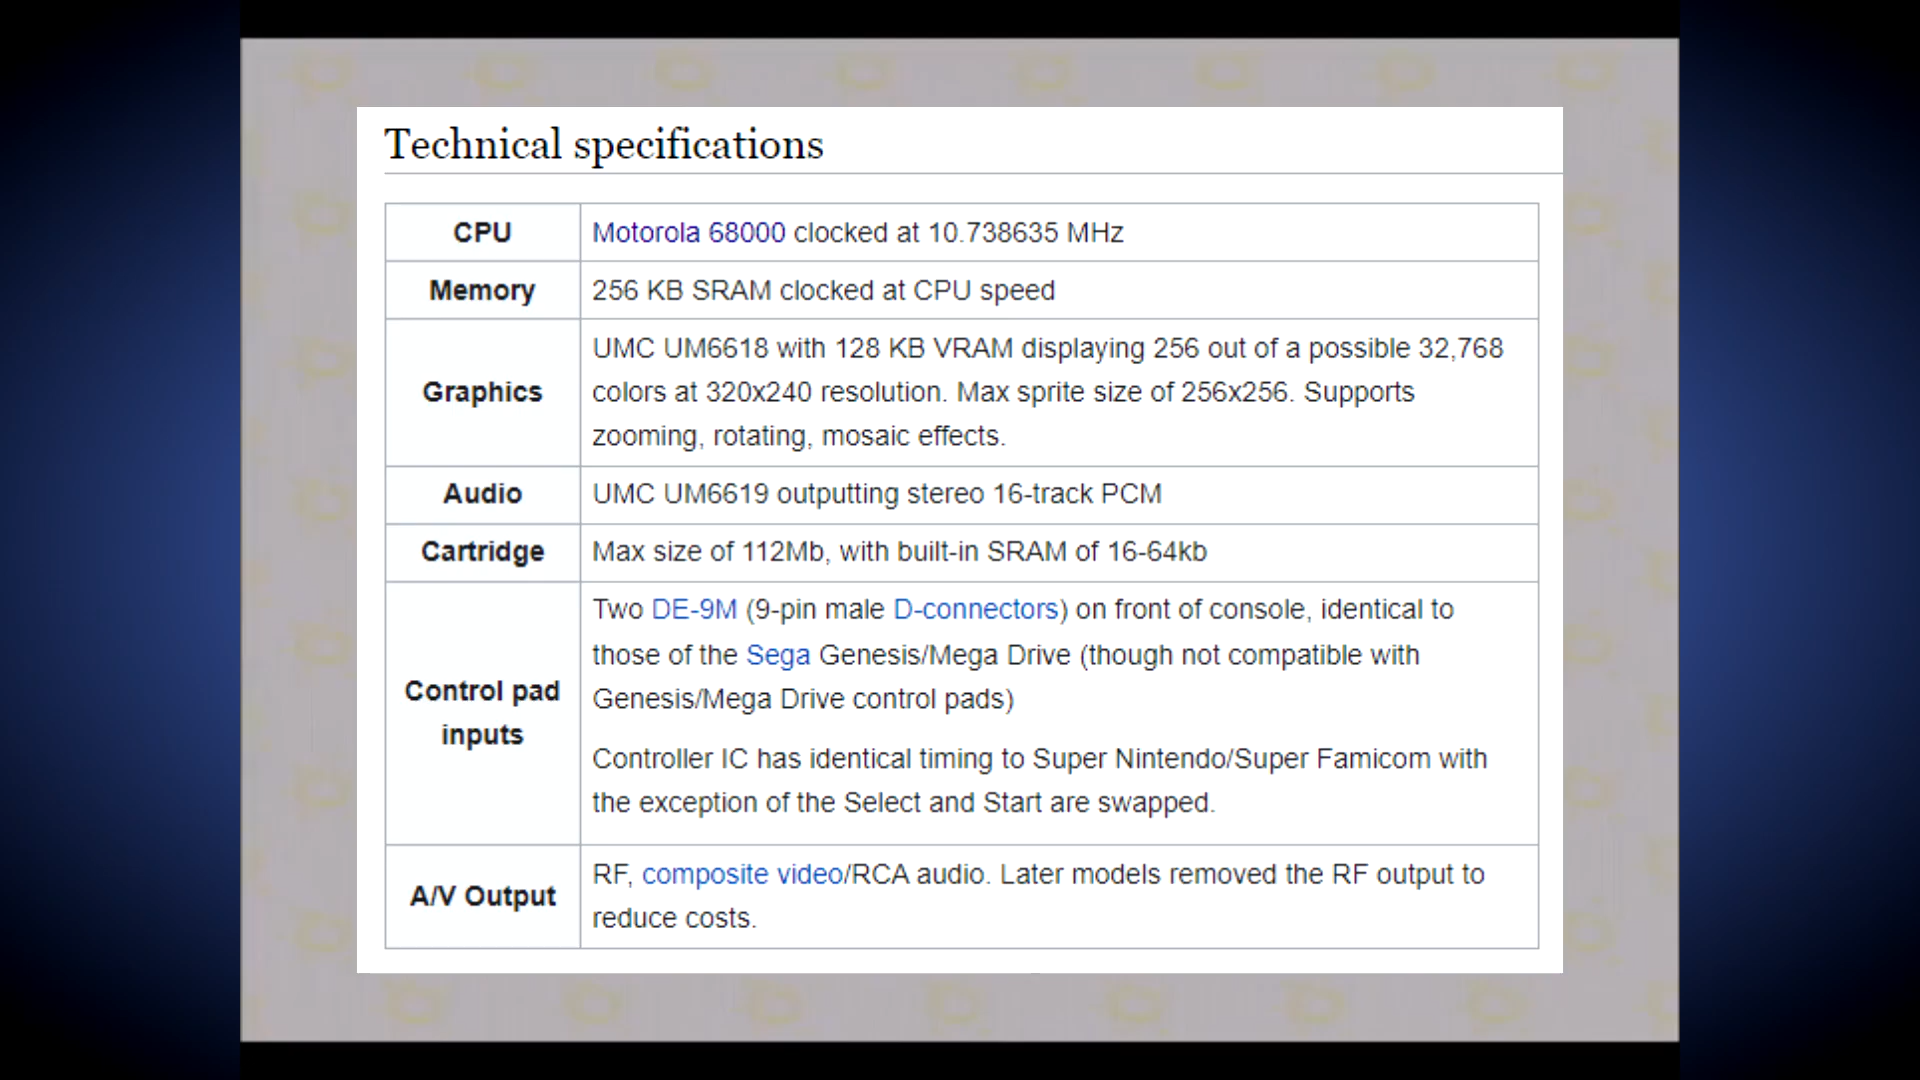 Technical specifications
CPU
Motorola 68000 clocked at 10.738635 MHz
Memory
256 KB SRAM clocked at CPU speed
Graphics
UMC UM6618 with 128 KB VRAM displaying 256 out of a possible 32,768
colors at 320x240 resolution. Max sprite size of 256x256. Supports
zooming, rotating, mosaic effects.
Audio
UMC UM6619 outputting stereo 16-track PCM
Cartridge
Max size of 112Mb, with built-in SRAM of 16-64kb
Control pad
inputs
Two DE-9M (9-pin male D-connectors) on front of console, identical to
those of the Sega Genesis/Mega Drive (though not compatible with
Genesis/Mega Drive control pads)
Controller IC has identical timing to Super Nintendo/Super Famicom with
the exception of the Select and Start are swapped.
A/V Output
RF, composite video/RCA audio. Later models removed the RF output to
reduce costs.